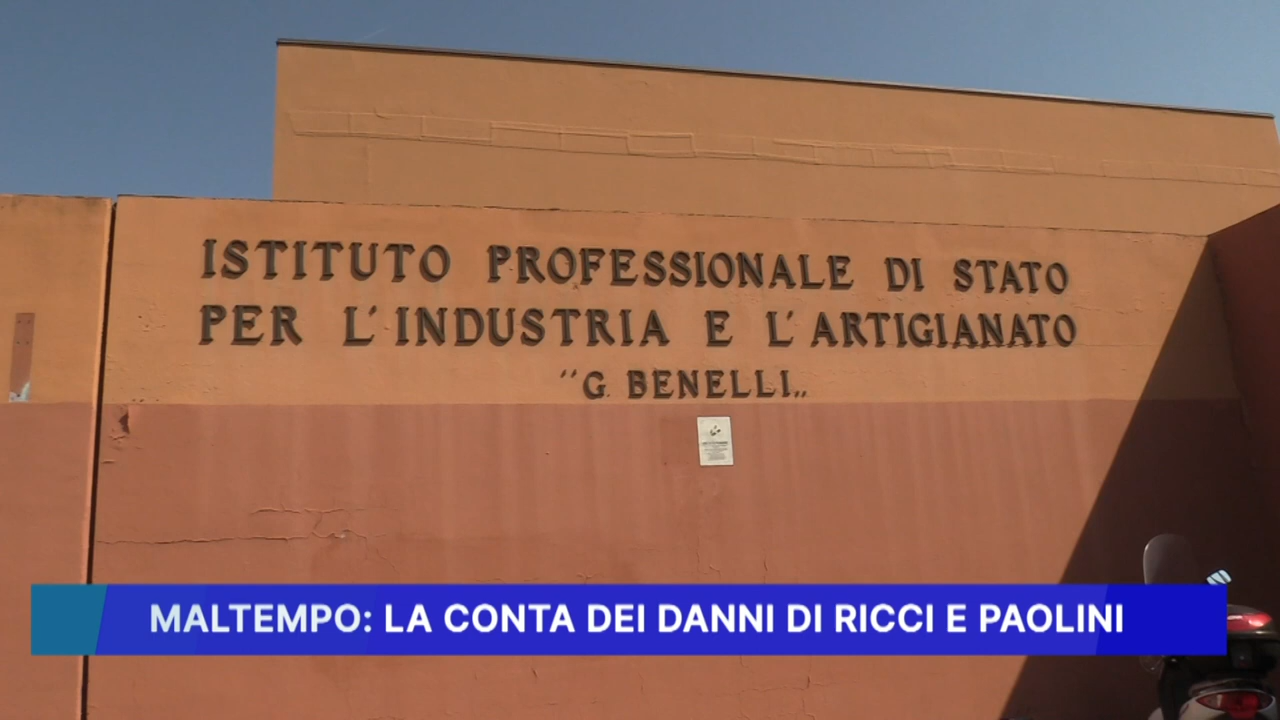 ISTITUTO PROFESSIONALE DI STATO
PER L'INDUSTRIA E L'ARTIGIANATO
"G. BENELLI„
MALTEMPO: LA CONTA DEI DANNI DI RICCI E PAOLINI